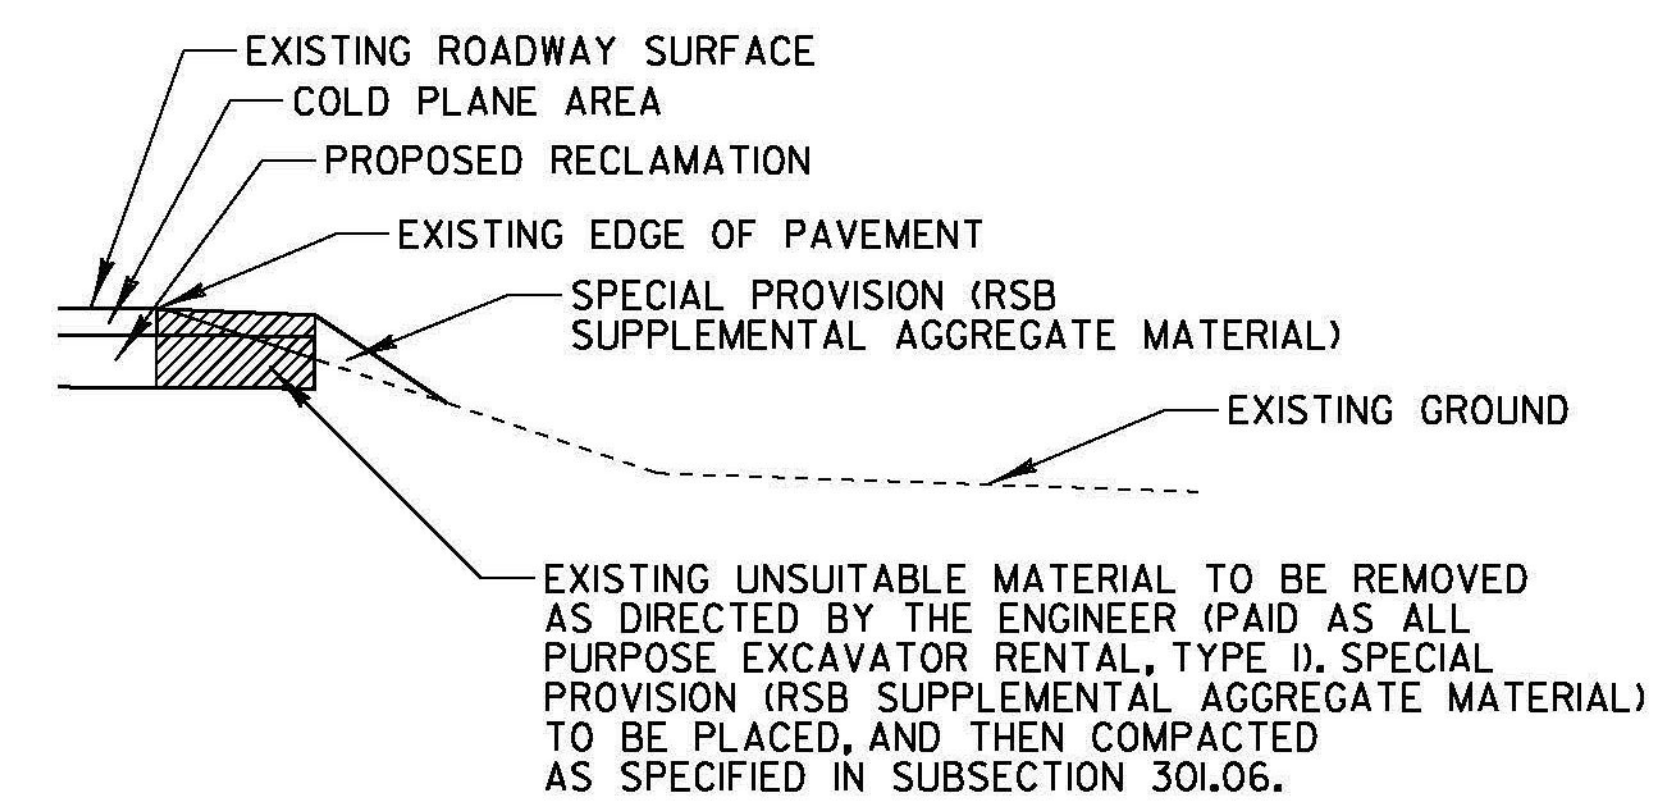 EXISTING ROADWAY SURFACE
COLD PLANE AREA
PROPOSED RECLAMATION
EXISTING EDGE OF PAVEMENT
SPECIAL PROVISION (RSB
SUPPLEMENTAL AGGREGATE MATERIAL)
EXISTING GROUND
EXISTING UNSUITABLE MATERIAL TO BE REMOVED
AS DIRECTED BY THE ENGINEER (PAID AS ALL
PURPOSE EXCAVATOR RENTAL, TYPE I). SPECIAL
PROVISION (RSB SUPPLEMENTAL AGGREGATE MATERIAL)
TO BE PLACED, AND THEN COMPACTED
AS SPECIFIED IN SUBSECTION 301.06.